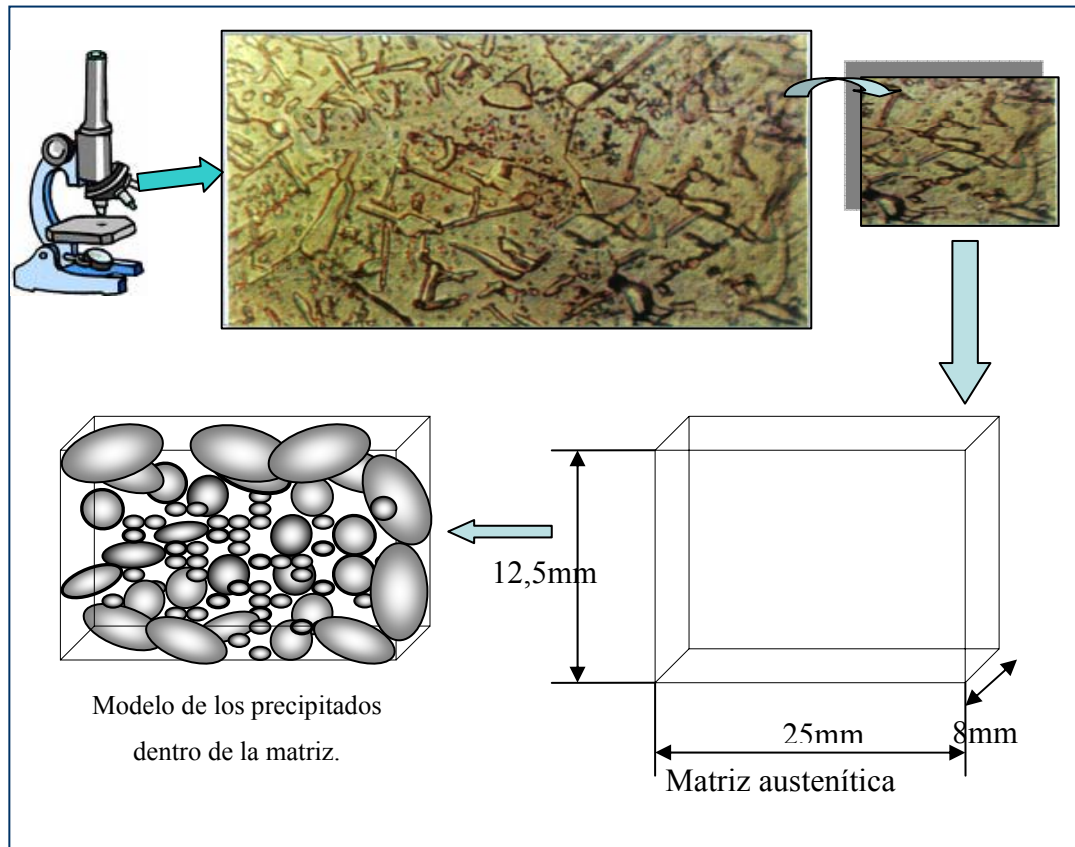 12,5mm
Modelo de los precipitados
dentro de la matriz.
25mm
8mm
Matriz austenítica